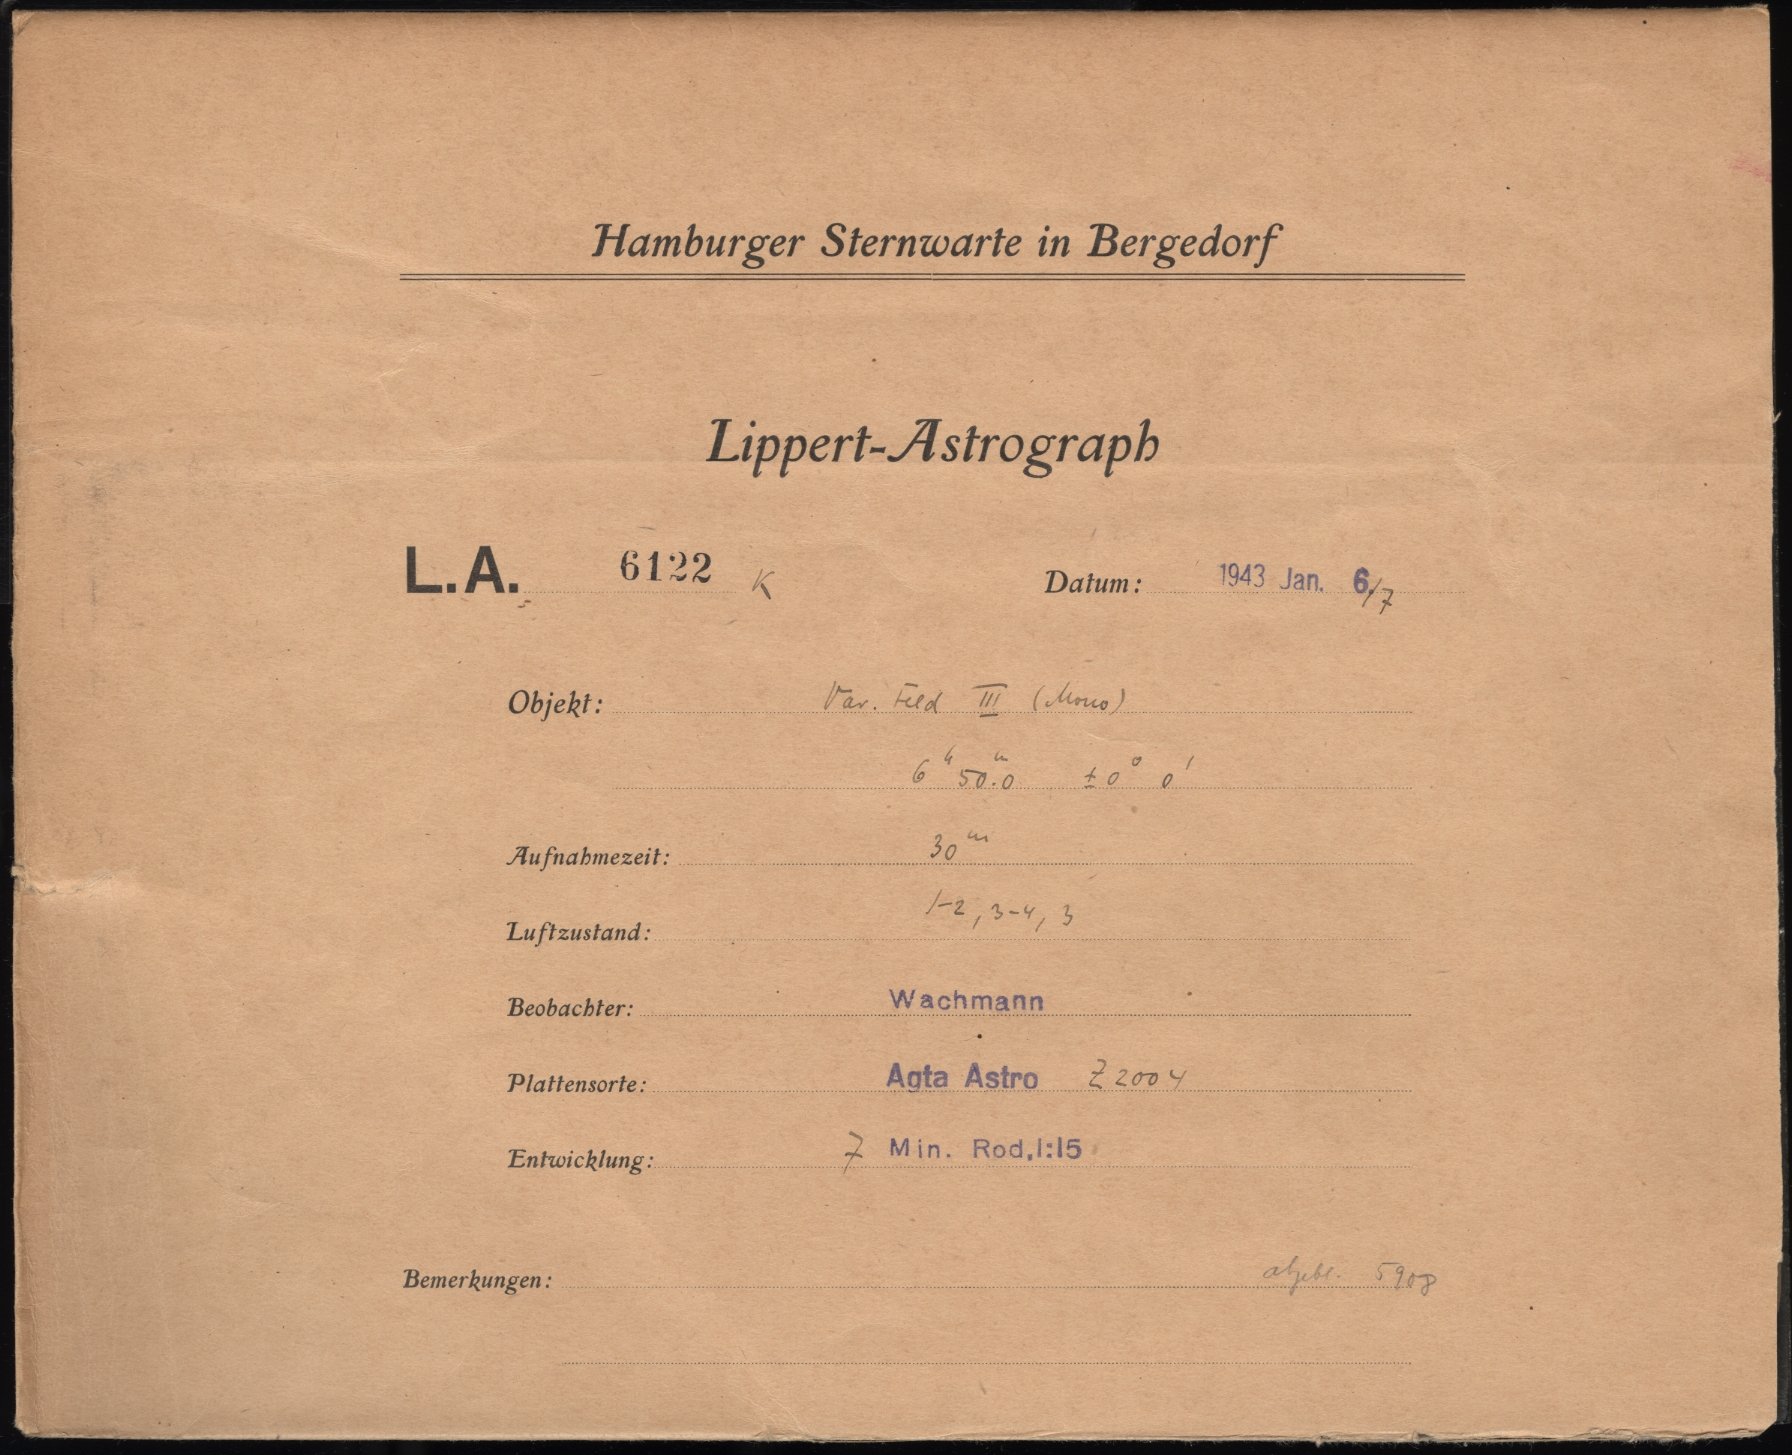 Hamburger Sternwarte in Bergedorf
Lippert-Astrograph
L.A. 6122 K Datum: 1943 Jan. 6./7
Objekt: Var. Feld III (Mono)
6h 50.m0 ±0° 0'
Aufnahmezeit: 30m
Luftzustand: 1-2, 3-4, 3
Beobachter: Wachmann
Plattensorte: Agfa Astro Z 2004
Entwicklung: 7 Min. Rod,1:15
Bemerkungen: abgebl. 5908